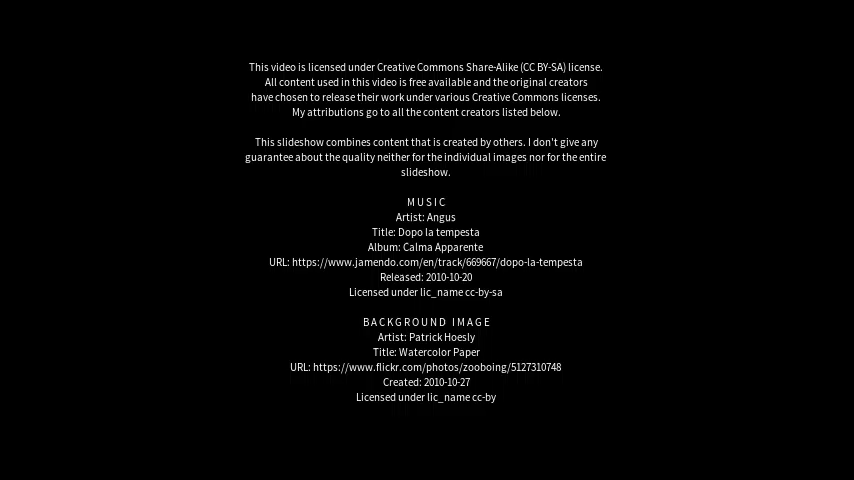 This video is licensed under Creative Commons Share-Alike (CC BY-SA) license.
All content used in this video is free available and the original creators
have chosen to release their work under various Creative Commons licenses.
My attributions go to all the content creators listed below.
This slideshow combines content that is created by others. I don't give any
guarantee about the quality neither for the individual images nor for the entire
slideshow.
MUSIC
Artist: Angus
Title: Dopo la tempesta
Album: Calma Apparente
URL: https://www.jamendo.com/en/track/669667/dopo-la-tempesta
Released: 2010-10-20
Licensed under lic_name cc-by-sa
BACKGROUND IMAGE
Artist: Patrick Hoesly
Title: Watercolor Paper
URL: https://www.flickr.com/photos/zooboing/5127310748
Created: 2010-10-27
Licensed under lic_name cc-by